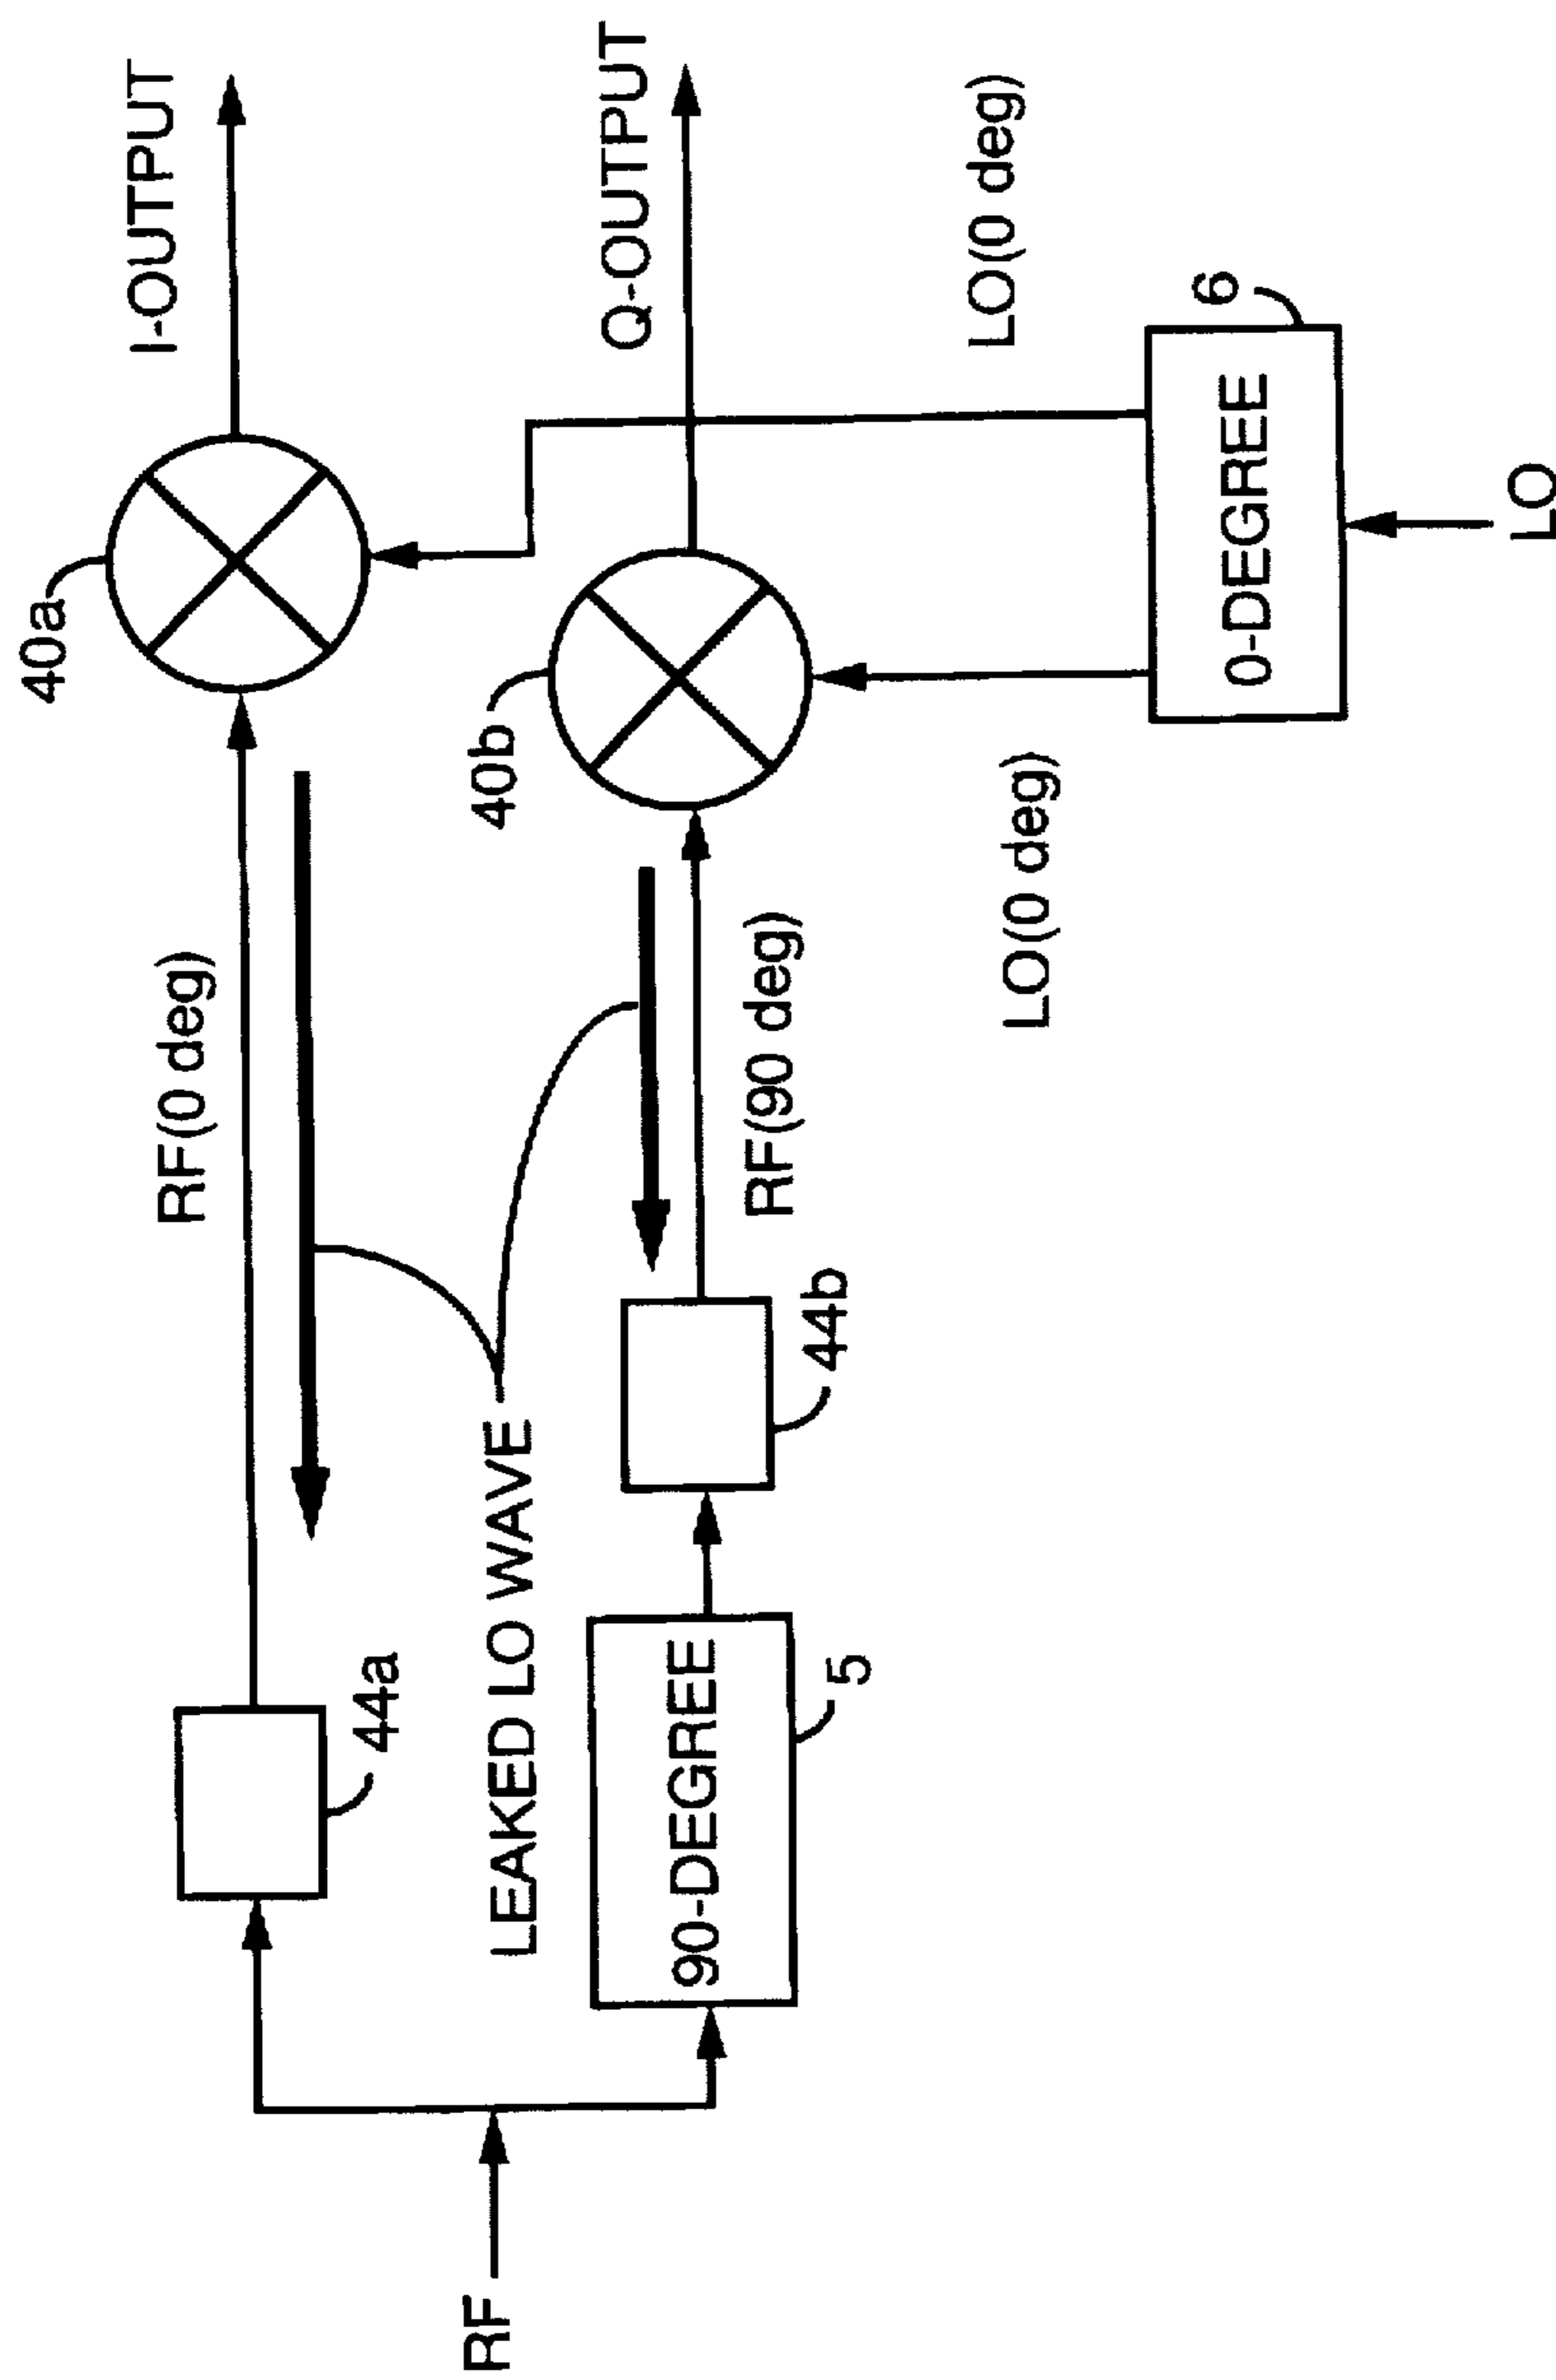 40a
I-OUTPUT
RF(0 deg)
44a
RF
LEAKED LO WAVE
40b
Q-OUTPUT
90-DEGREE
5
44b
RF(90 deg)
LO(0 deg)
LO(0 deg)
6
0-DEGREE
LO